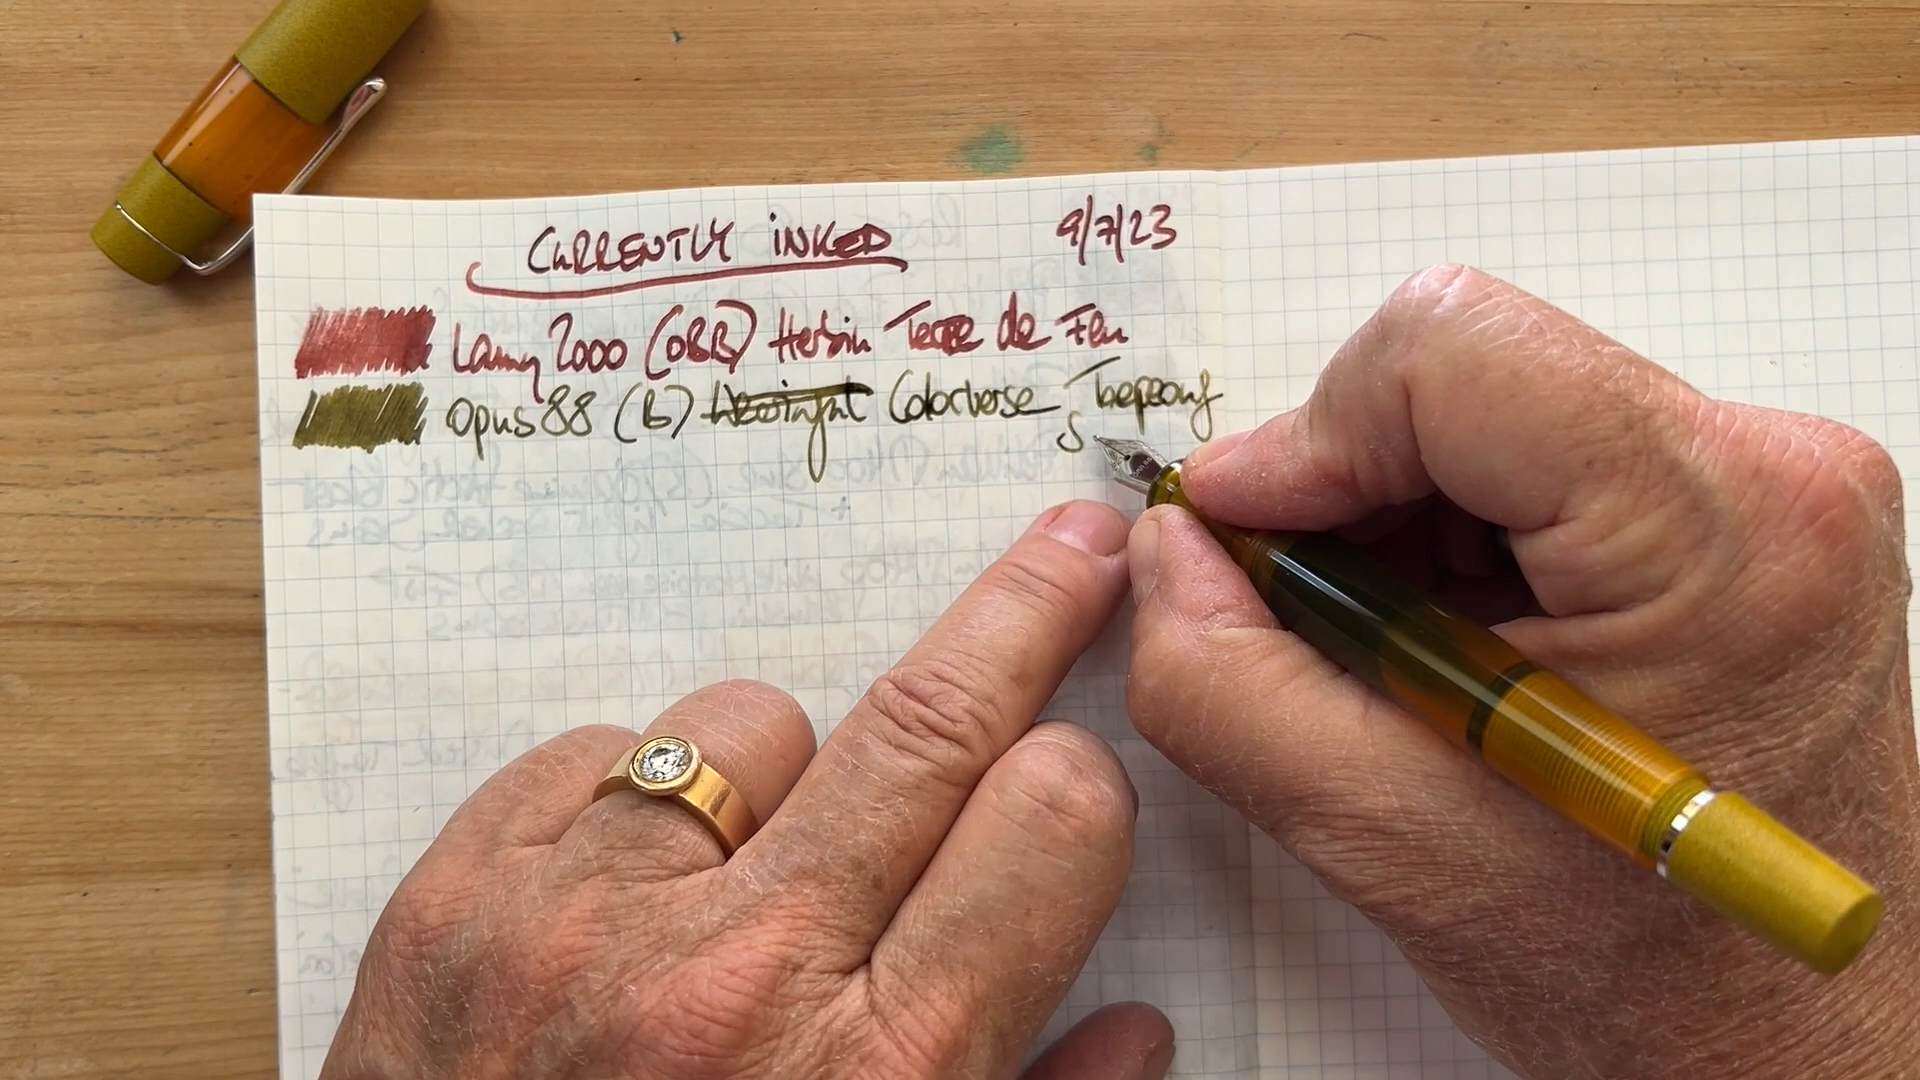 CURRENTLY INKED 9/7/23
Lamy 2000 (OBB) Herbin Terre de Feu
Opus 88 (B) Colorverse
S